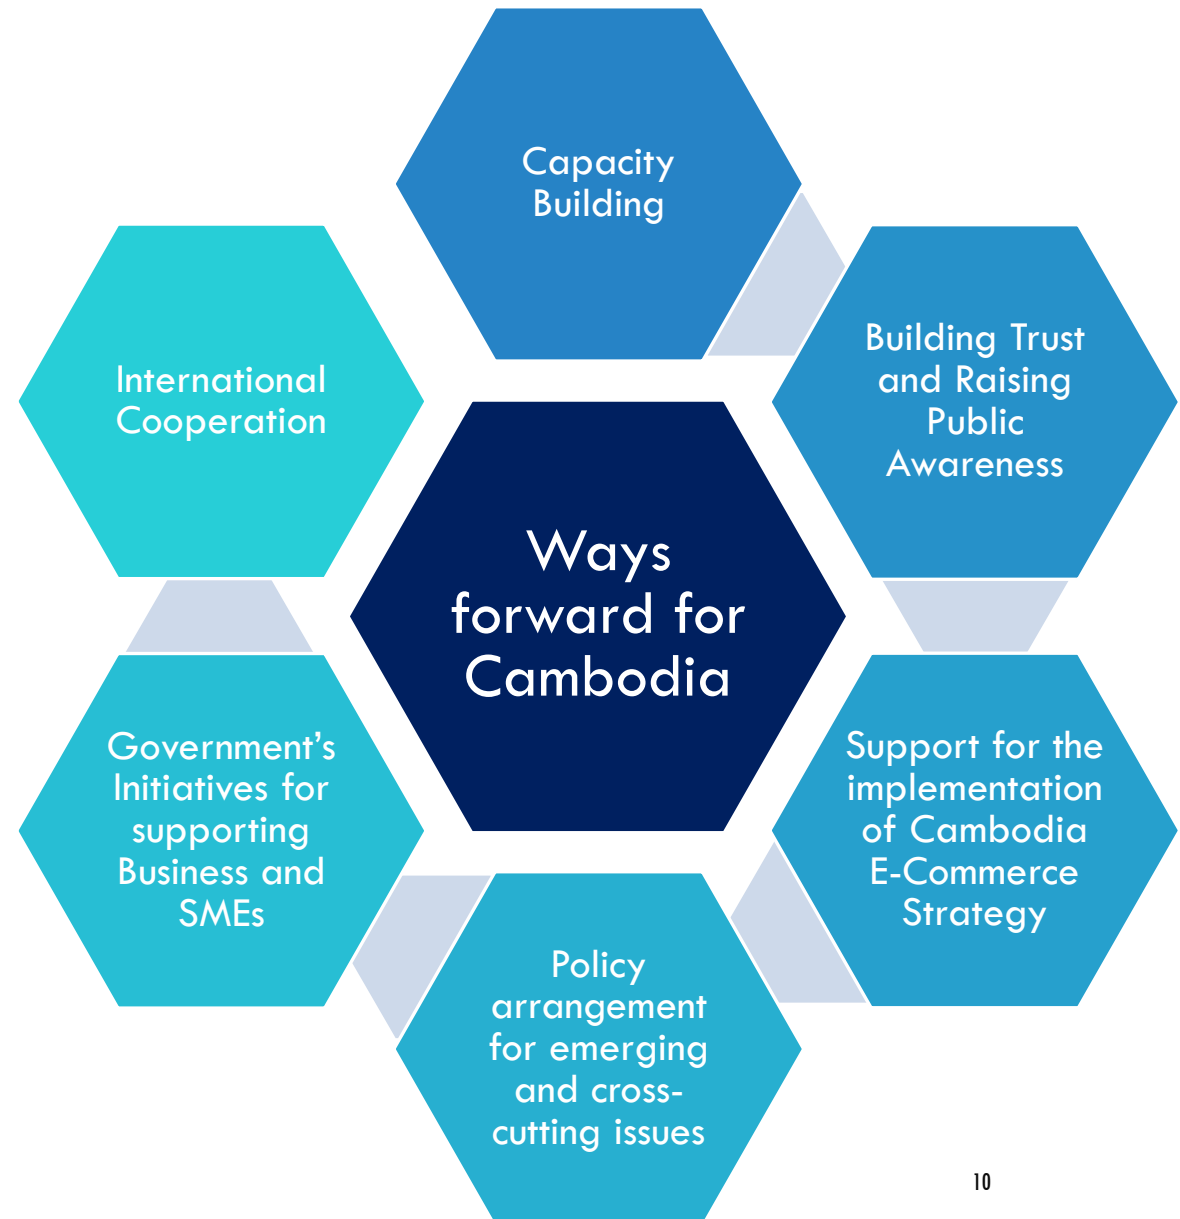 Capacity
Building
Building Trust
and Raising
Public
Awareness
Support for the
implementation
of Cambodia
E-Commerce
Strategy
Policy
arrangement
for emerging
and cross-
cutting issues
Government’s
Initiatives for
supporting
Business and
SMEs
International
Cooperation
Ways
forward for
Cambodia
10